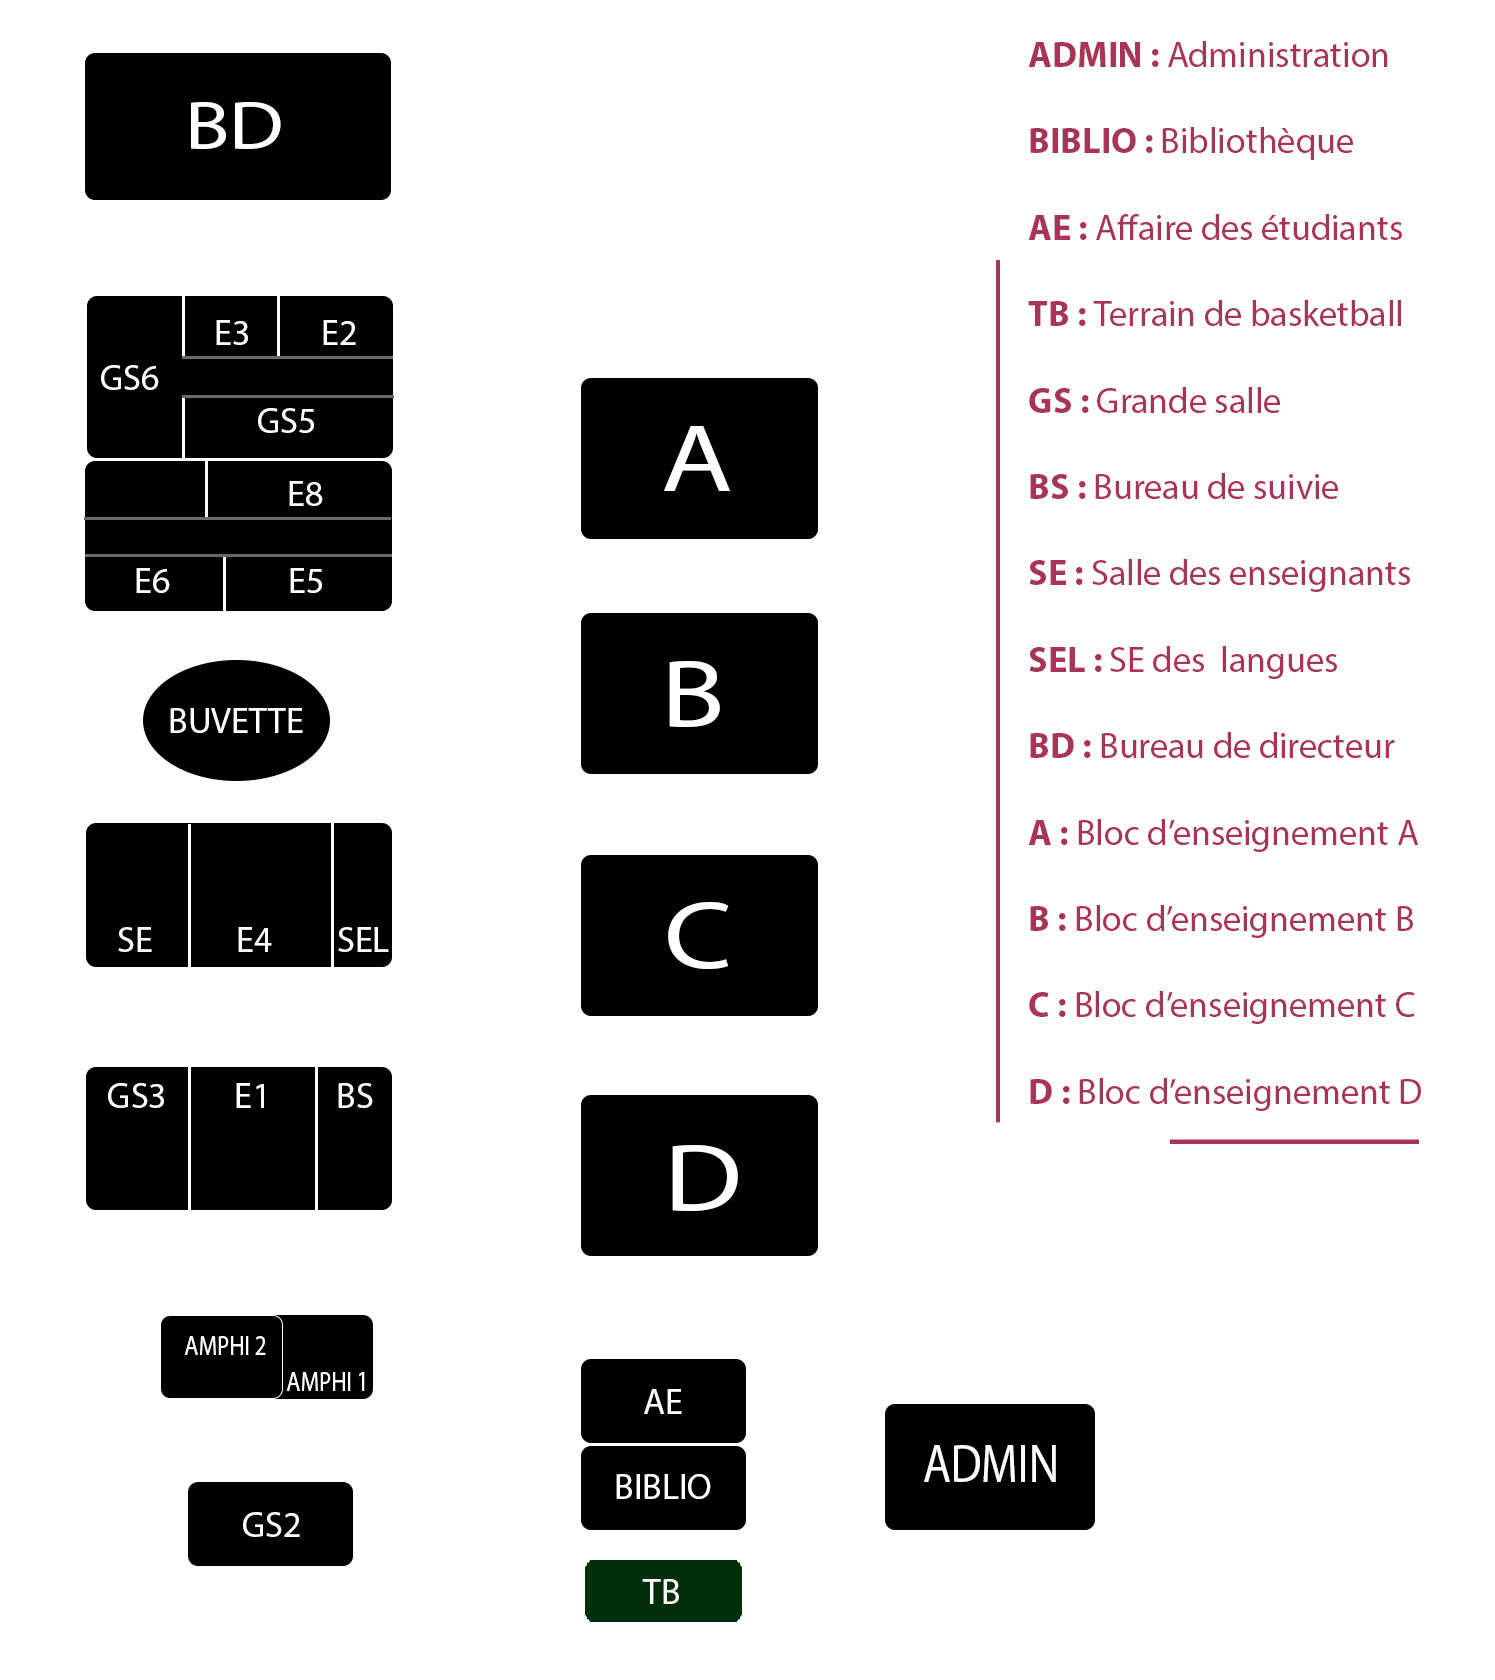 BD
E3
E2
GS6
GS5
E8
E6
E5
BUVETTE
SE
E4
SEL
GS3
E1
BS
AMPHI 2
AMPHI 1
GS2
A
B
C
D
AE
BIBLIO
TB
ADMIN
ADMIN : Administration
BIBLIO : Bibliothèque
AE : Affaire des étudiants
TB : Terrain de basketball
GS : Grande salle
BS : Bureau de suivie
SE : Salle des enseignants
SEL : SE des langues
BD : Bureau de directeur
A : Bloc d’enseignement A
B : Bloc d’enseignement B
C : Bloc d’enseignement C
D : Bloc d’enseignement D